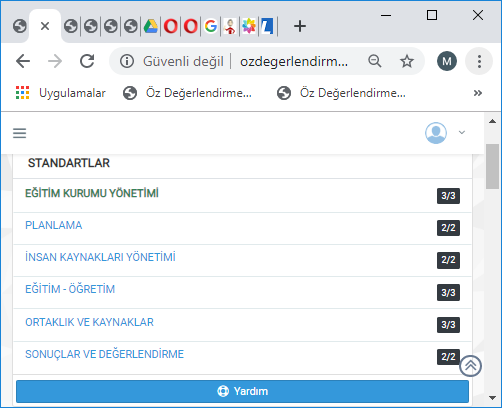 Güvenli değil | ozdegerlendirm...
M
Uygulamalar
Öz Değerlendirme...
Öz Değerlendirme...
STANDARTLAR
EĞİTİM KURUMU YÖNETİMİ 3/3
PLANLAMA 2/2
İNSAN KAYNAKLARI YÖNETİMİ 2/2
EĞİTİM - ÖĞRETİM 3/3
ORTAKLIK VE KAYNAKLAR 3/3
SONUÇLAR VE DEĞERLENDİRME 2/2
Yardım